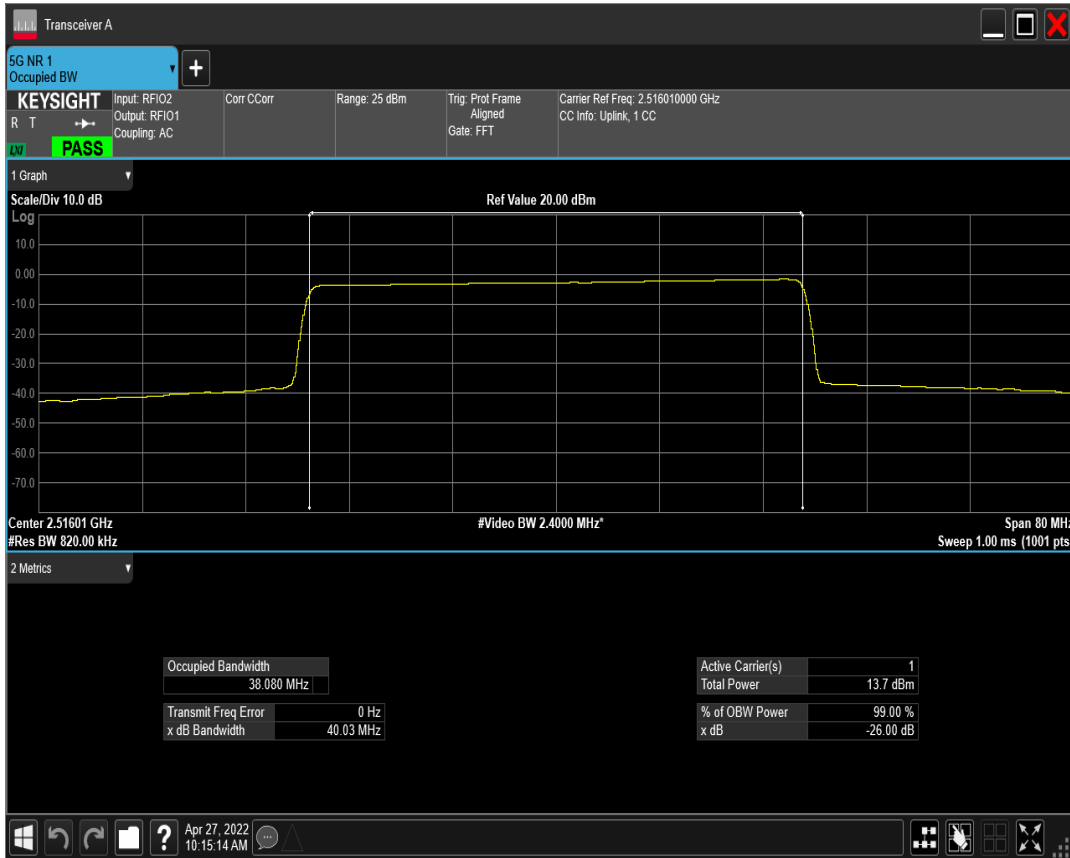 Transceiver A
5G NR 1
Occupied BW
KEYSIGHT
R T
LXI
PASS
Input: RFIO2
Output: RFIO1
Coupling: AC
Corr CCorr
Range: 25 dBm
Trig: Prot Frame
Aligned
Gate: FFT
Carrier Ref Freq: 2.516010000 GHz
CC Info: Uplink, 1 CC
1 Graph
Scale/Div 10.0 dB
Ref Value 20.00 dBm
Log
10.0
0.00
-10.0
-20.0
-30.0
-40.0
-50.0
-60.0
-70.0
Center 2.51601 GHz
#Video BW 2.4000 MHz*
Span 80 MHz
#Res BW 820.00 kHz
Sweep 1.00 ms (1001 pts
2 Metrics
Occupied Bandwidth
38.080 MHz
Transmit Freq Error 0 Hz
x dB Bandwidth 40.03 MHz
Active Carrier(s) 1
Total Power 13.7 dBm
% of OBW Power 99.00 %
x dB -26.00 dB
?
Apr 27, 2022
10:15:14 AM